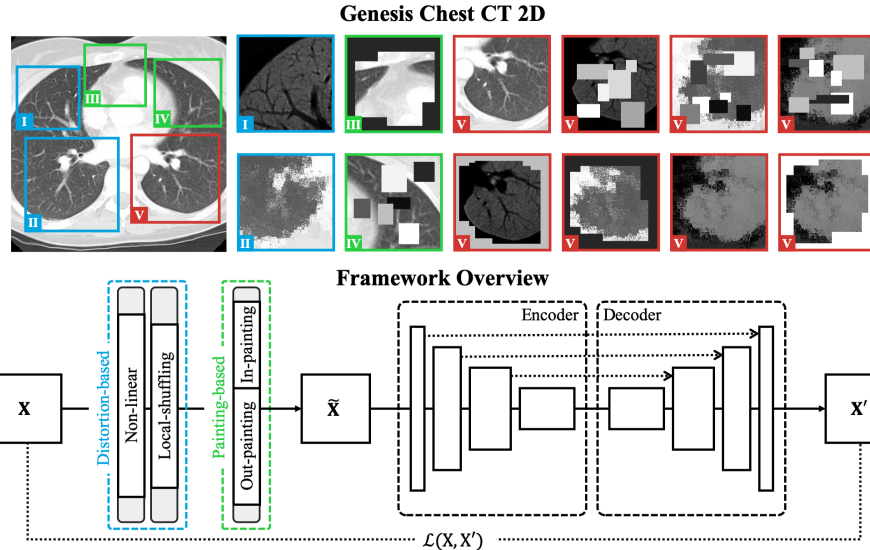 Genesis Chest CT 2D
I
II
III
IV
V
I
III
V
V
V
V
II
IV
V
V
V
V
Framework Overview
X
Distortion-based
Non-linear
Local-shuffling
Painting-based
In-painting
Out-painting
X̃
Encoder
Decoder
X′
ℒ(X, X′)